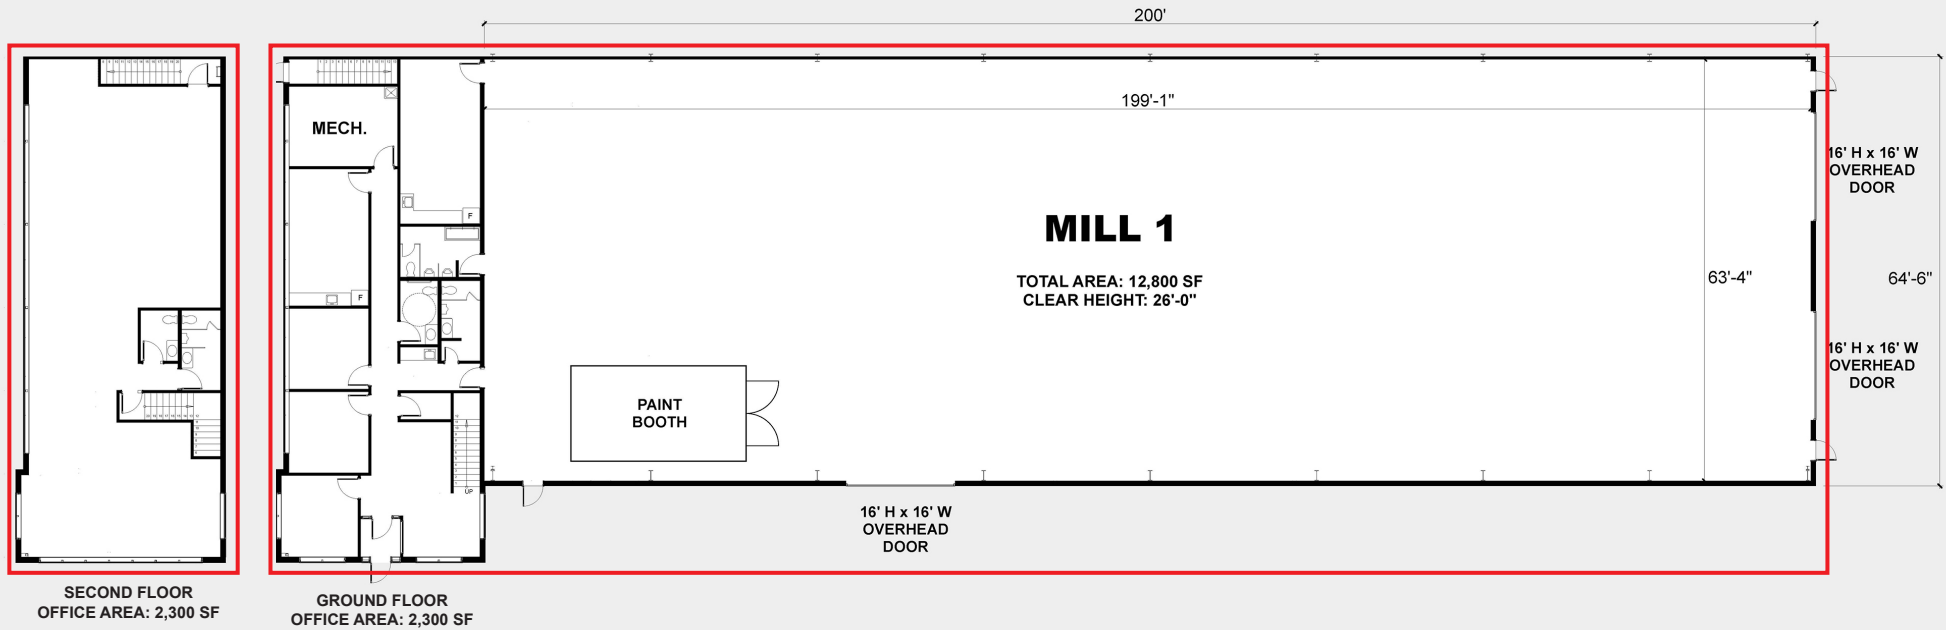 200'
199'-1"
MECH.
16' H x 16' W
OVERHEAD
DOOR
MILL 1
TOTAL AREA: 12,800 SF
CLEAR HEIGHT: 26'-0"
63'-4"
64'-6"
F
F
16' H x 16' W
OVERHEAD
DOOR
PAINT
BOOTH
UP
16' H x 16' W
OVERHEAD
DOOR
SECOND FLOOR
OFFICE AREA: 2,300 SF
GROUND FLOOR
OFFICE AREA: 2,300 SF